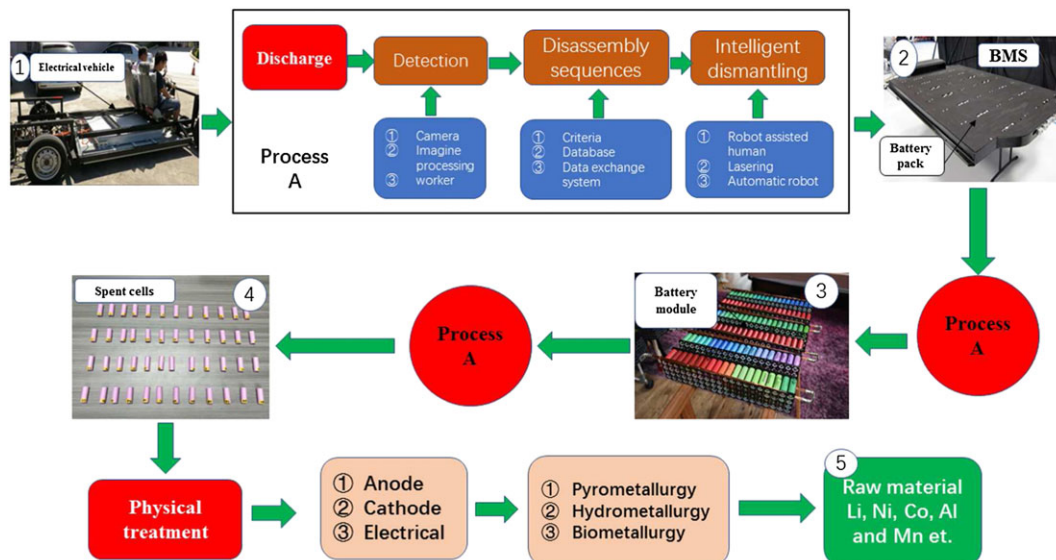 ①
Electrical vehicle
Discharge
Detection
Disassembly
sequences
Intelligent
dismantling
Process
A
① Camera
② Imagine
processing
③ worker
① Criteria
② Database
③ Data exchange
system
① Robot assisted
human
② Lasering
③ Automatic robot
②
BMS
Battery
pack
Process
A
③
Battery
module
Process
A
④
Spent cells
Physical
treatment
① Anode
② Cathode
③ Electrical
① Pyrometallurgy
② Hydrometallurgy
③ Biometallurgy
⑤
Raw material
Li, Ni, Co, Al
and Mn et.